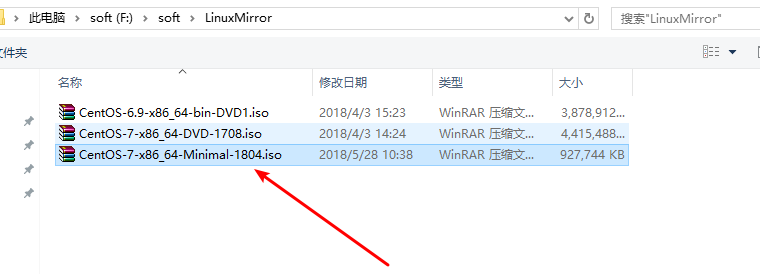 此电脑 > soft (F:) > soft > LinuxMirror
搜索"LinuxMirror"
文件夹
名称 修改日期 类型 大小
CentOS-6.9-x86_64-bin-DVD1.iso 2018/4/3 15:23 WinRAR 压缩文... 3,878,912...
CentOS-7-x86_64-DVD-1708.iso 2018/4/3 14:24 WinRAR 压缩文... 4,415,488...
CentOS-7-x86_64-Minimal-1804.iso 2018/5/28 10:38 WinRAR 压缩文... 927,744 KB